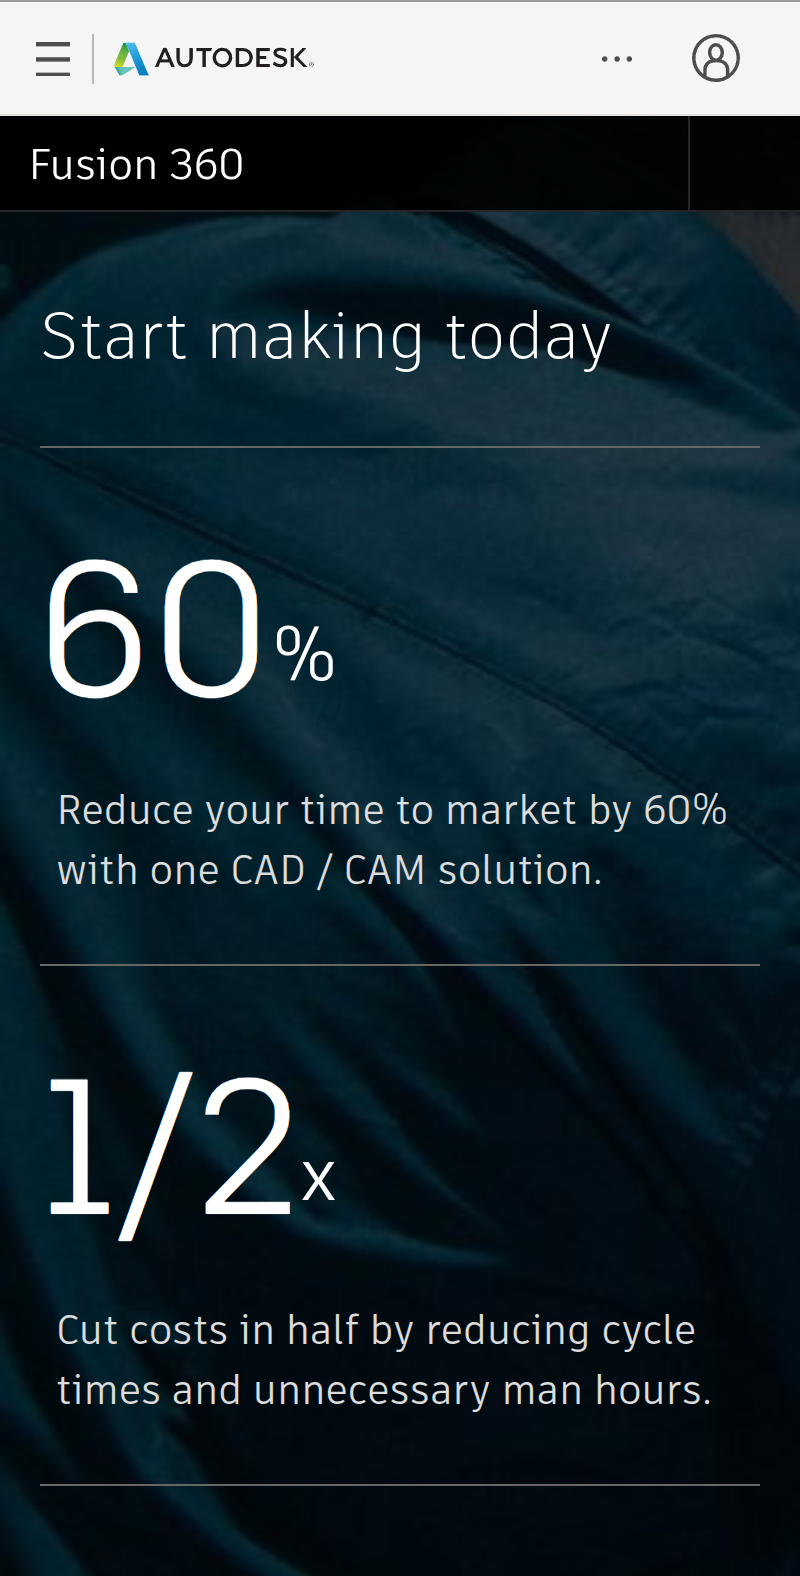 AUTODESK®
Fusion 360
Start making today
60%
Reduce your time to market by 60%
with one CAD / CAM solution.
1/2x
Cut costs in half by reducing cycle
times and unnecessary man hours.